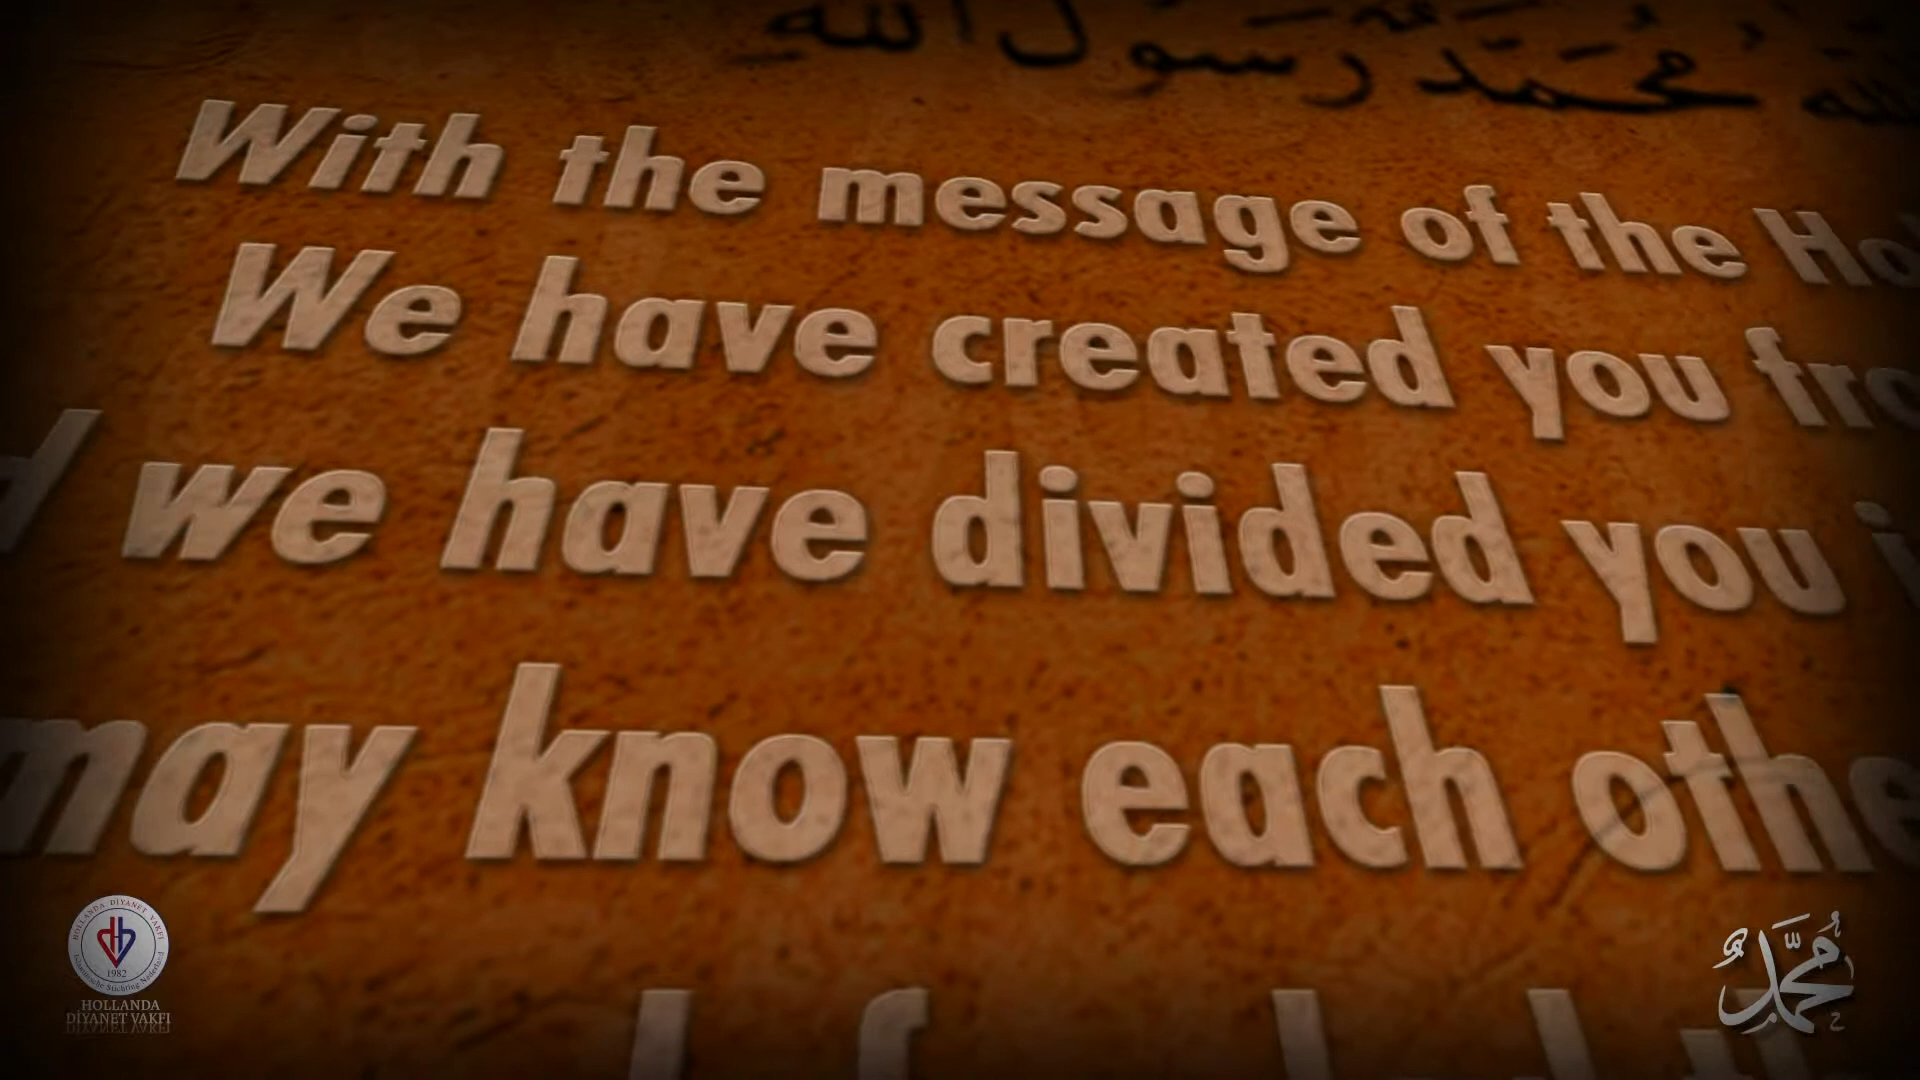 محمد رسول الله
With the message of the
We have created you
we have divided you
may know each
HOLLANDA DİYANET VAKFI
1982
HOLLANDA
DİYANET VAKFI
محمد